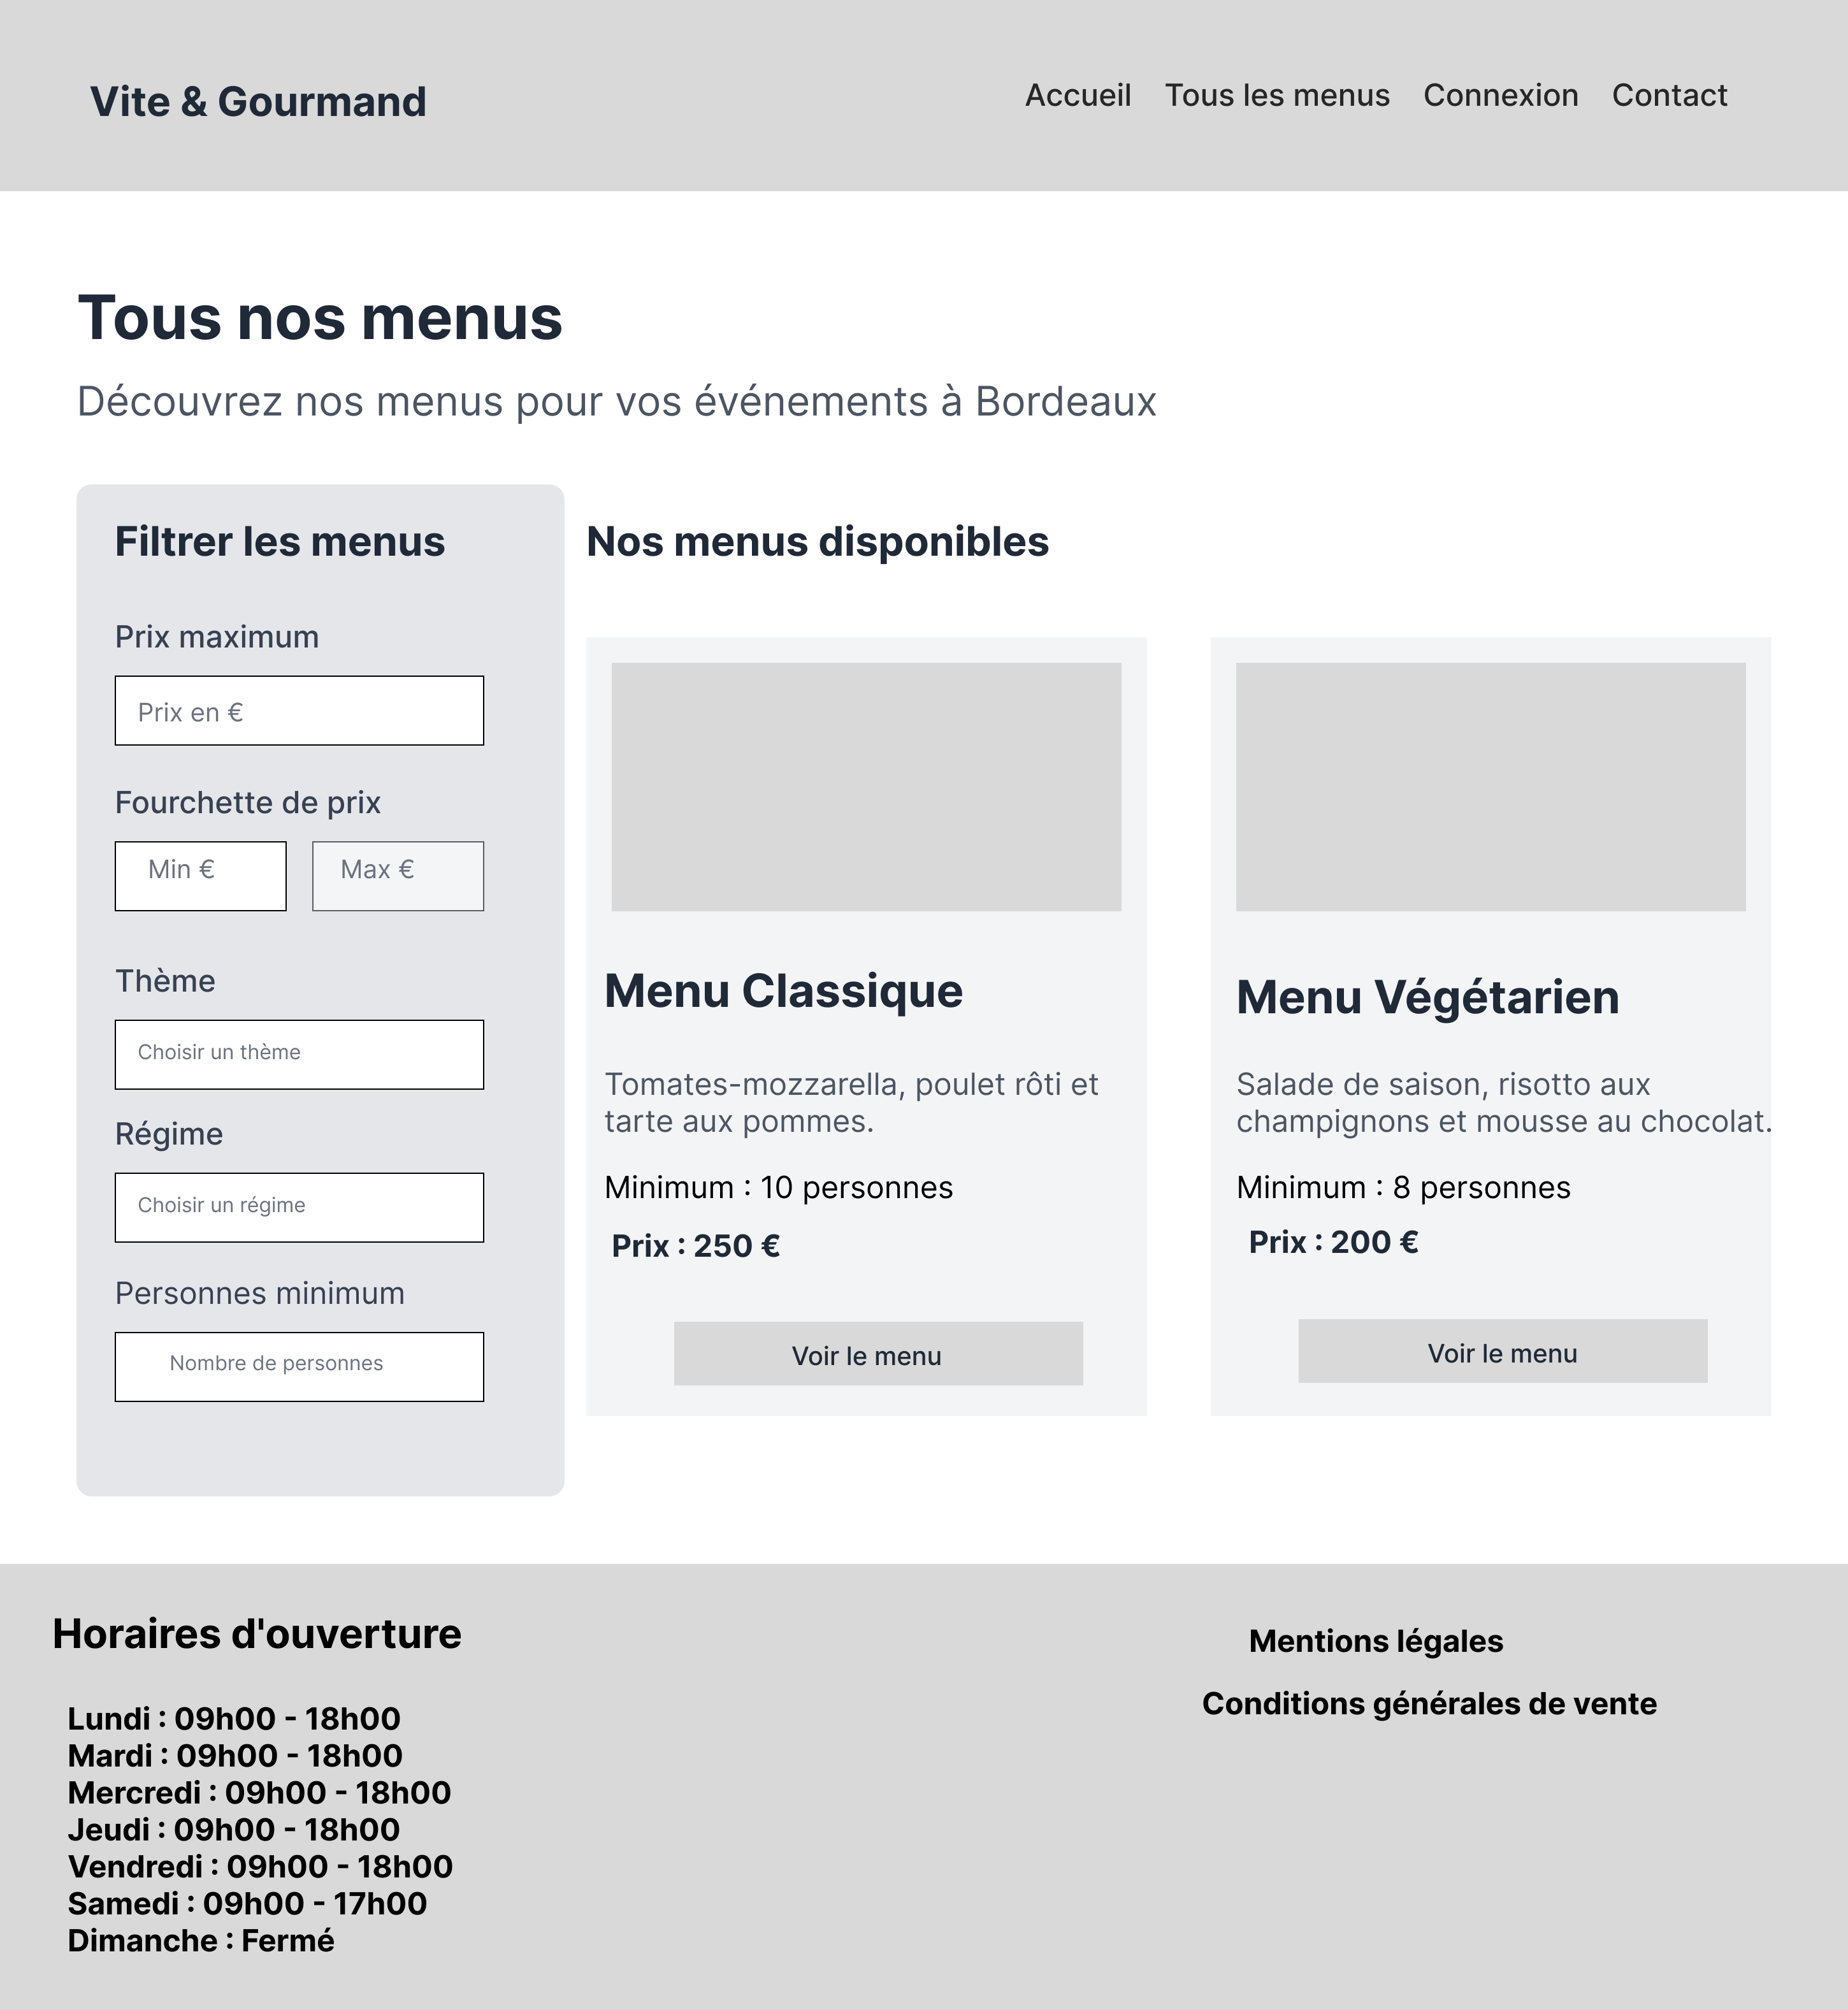 Vite & Gourmand
Accueil
Tous les menus
Connexion
Contact
Tous nos menus
Découvrez nos menus pour vos événements à Bordeaux
Filtrer les menus
Prix maximum
Prix en €
Fourchette de prix
Min €
Max €
Thème
Choisir un thème
Régime
Choisir un régime
Personnes minimum
Nombre de personnes
Nos menus disponibles
Menu Classique
Tomates-mozzarella, poulet rôti et
tarte aux pommes.
Minimum : 10 personnes
Prix : 250 €
Voir le menu
Menu Végétarien
Salade de saison, risotto aux
champignons et mousse au chocolat.
Minimum : 8 personnes
Prix : 200 €
Voir le menu
Horaires d'ouverture
Lundi : 09h00 - 18h00
Mardi : 09h00 - 18h00
Mercredi : 09h00 - 18h00
Jeudi : 09h00 - 18h00
Vendredi : 09h00 - 18h00
Samedi : 09h00 - 17h00
Dimanche : Fermé
Mentions légales
Conditions générales de vente